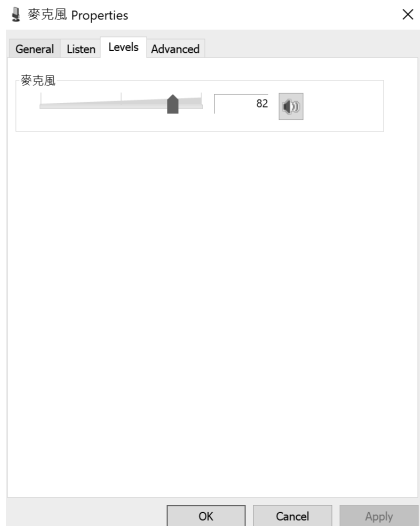 麥克風 Properties
General Listen Levels Advanced
麥克風
82
OK Cancel Apply